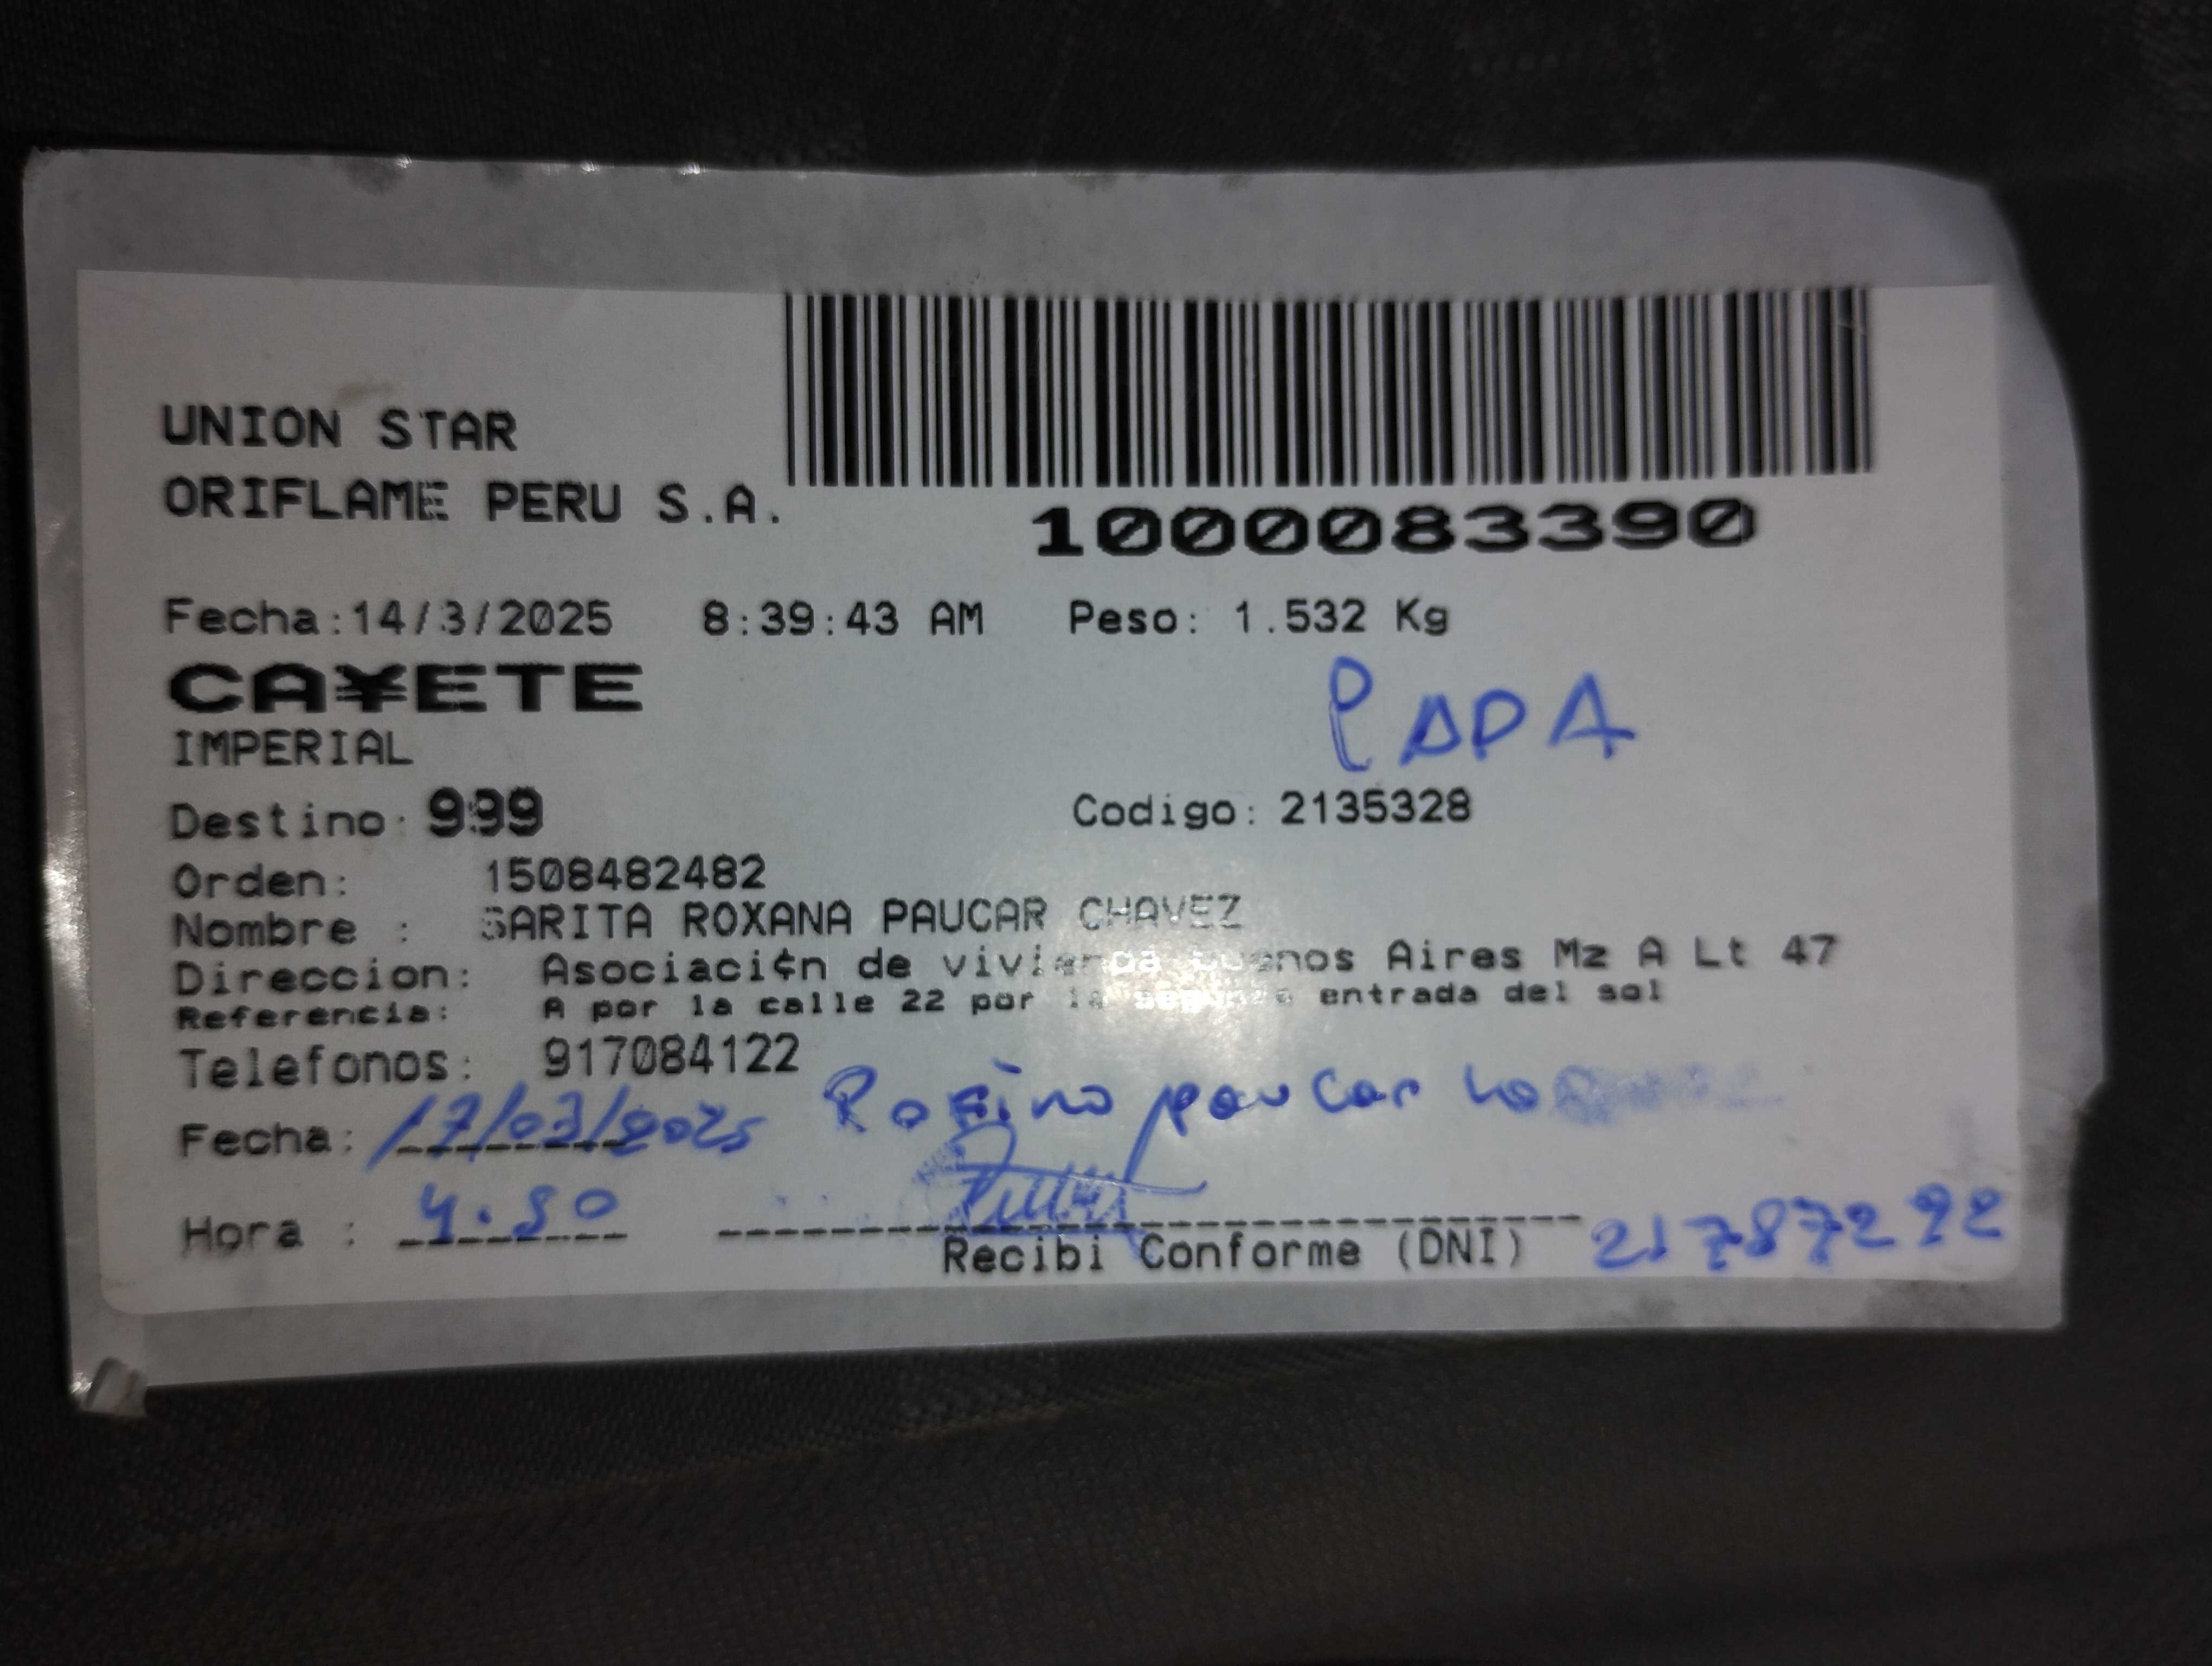 UNION STAR
ORIFLAME PERU S.A.
1000083390
Fecha:14/3/2025 8:39:43 AM Peso: 1.532 Kg
CA¥ETE
PAPA
IMPERIAL
Destino: 999 Codigo: 2135328
Orden: 1508482482
Nombre : SARITA ROXANA PAUCAR CHAVEZ
Direccion: Asociaci¢n de vivienda buenos Aires Mz A Lt 47
Referencia: A por la calle 22 por la segunda entrada del sol
Telefonos: 917084122
paucar
Fecha: 17/03/2025
Hora : 4.50
Recibi Conforme (DNI) 21787292